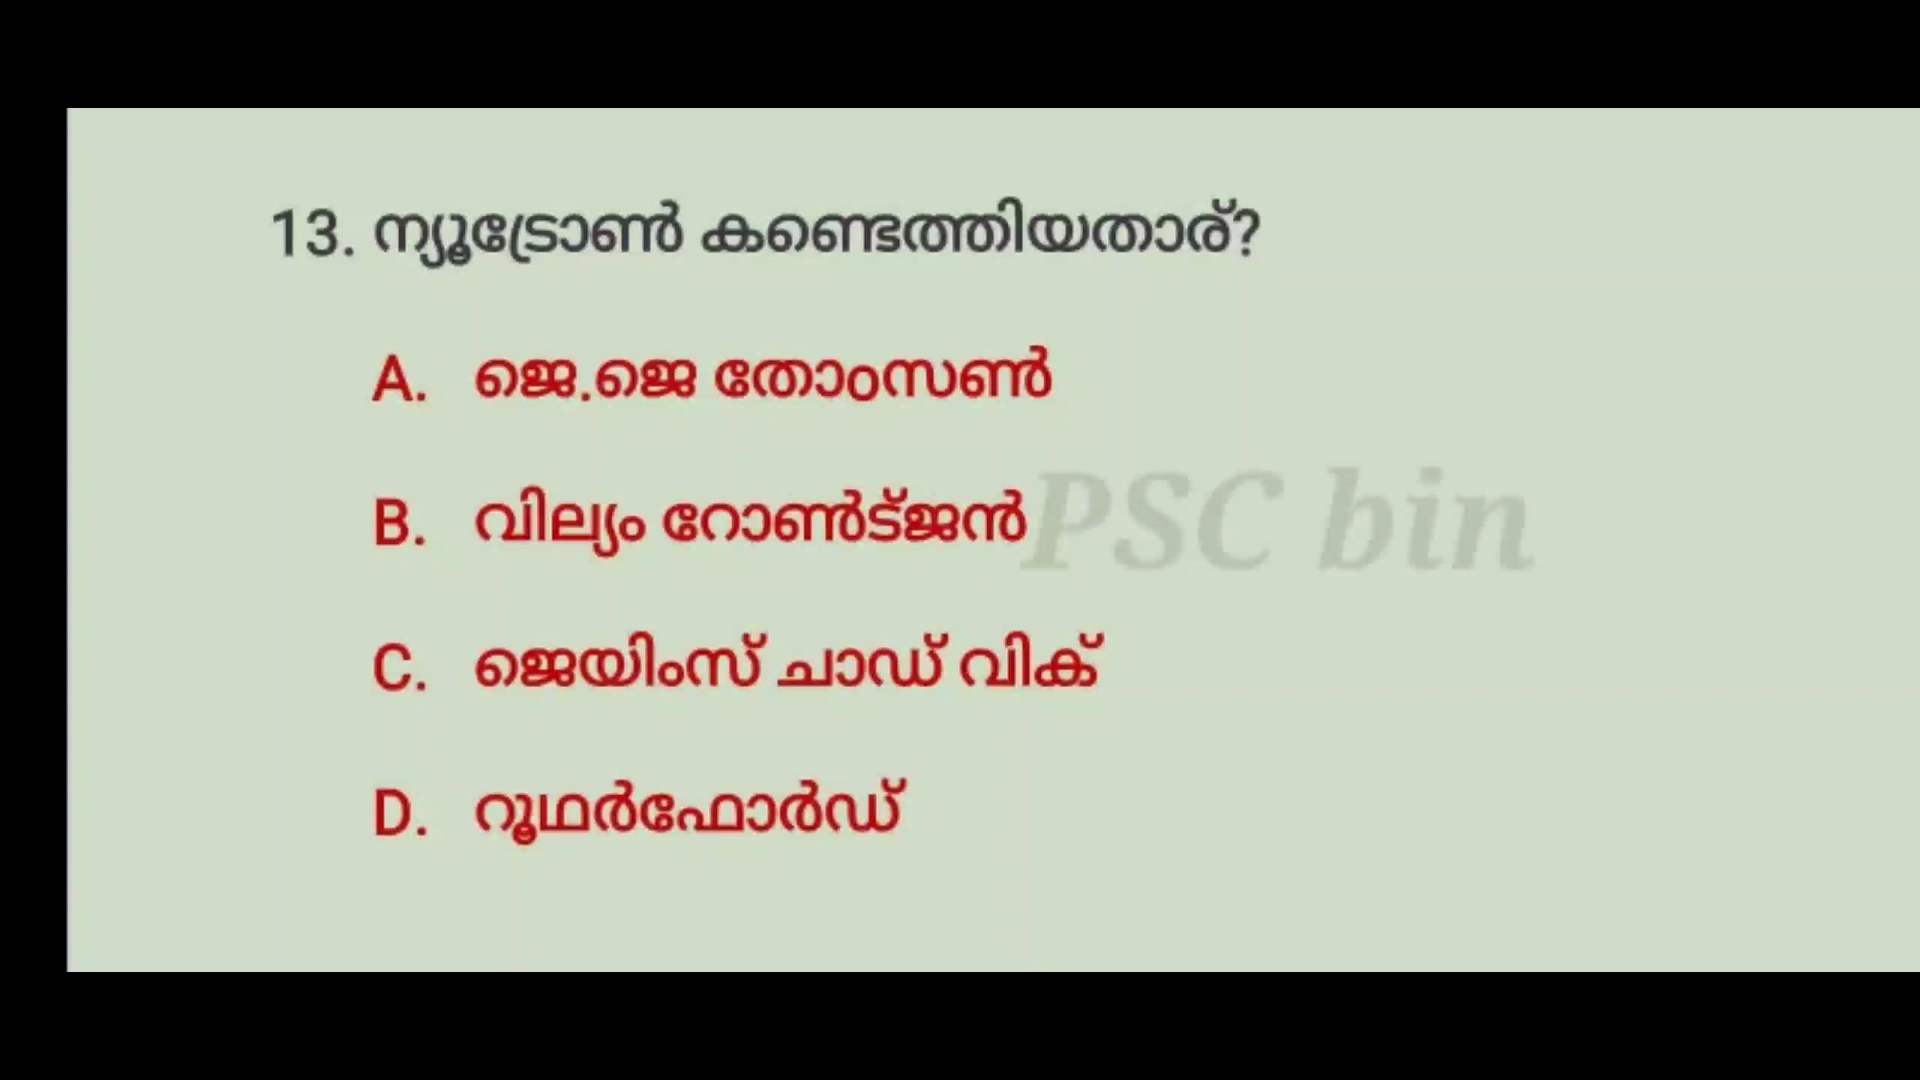 13. ന്യൂട്രോൺ കണ്ടെത്തിയതാര്?
A. ജെ.ജെ തോംസൺ
B. വില്യം റോൺട്ജൻ
PSC bin
C. ജെയിംസ് ചാഡ് വിക്
D. റൂഥർഫോർഡ്